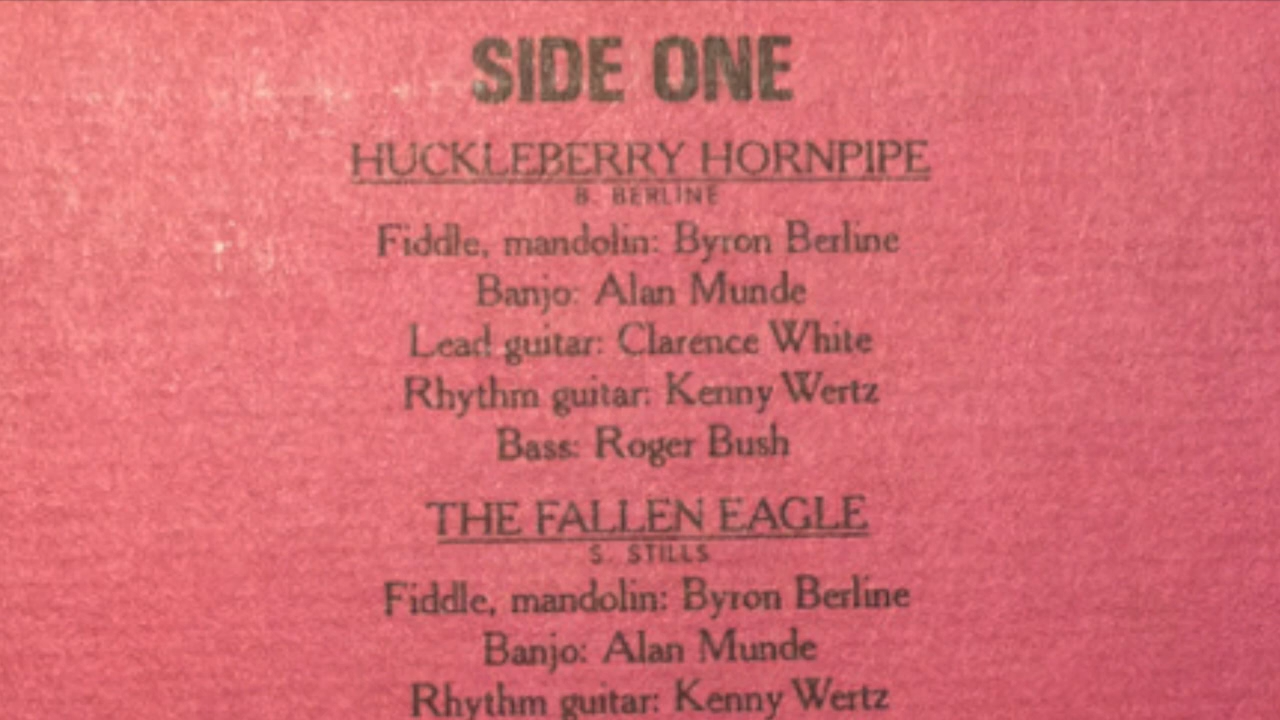 SIDE ONE
HUCKLEBERRY HORNPIPE
B. BERLINE
Fiddle, mandolin: Byron Berline
Banjo: Alan Munde
Lead guitar: Clarence White
Rhythm guitar: Kenny Wertz
Bass: Roger Bush
THE FALLEN EAGLE
S. STILLS
Fiddle, mandolin: Byron Berline
Banjo: Alan Munde
Rhythm guitar: Kenny Wertz